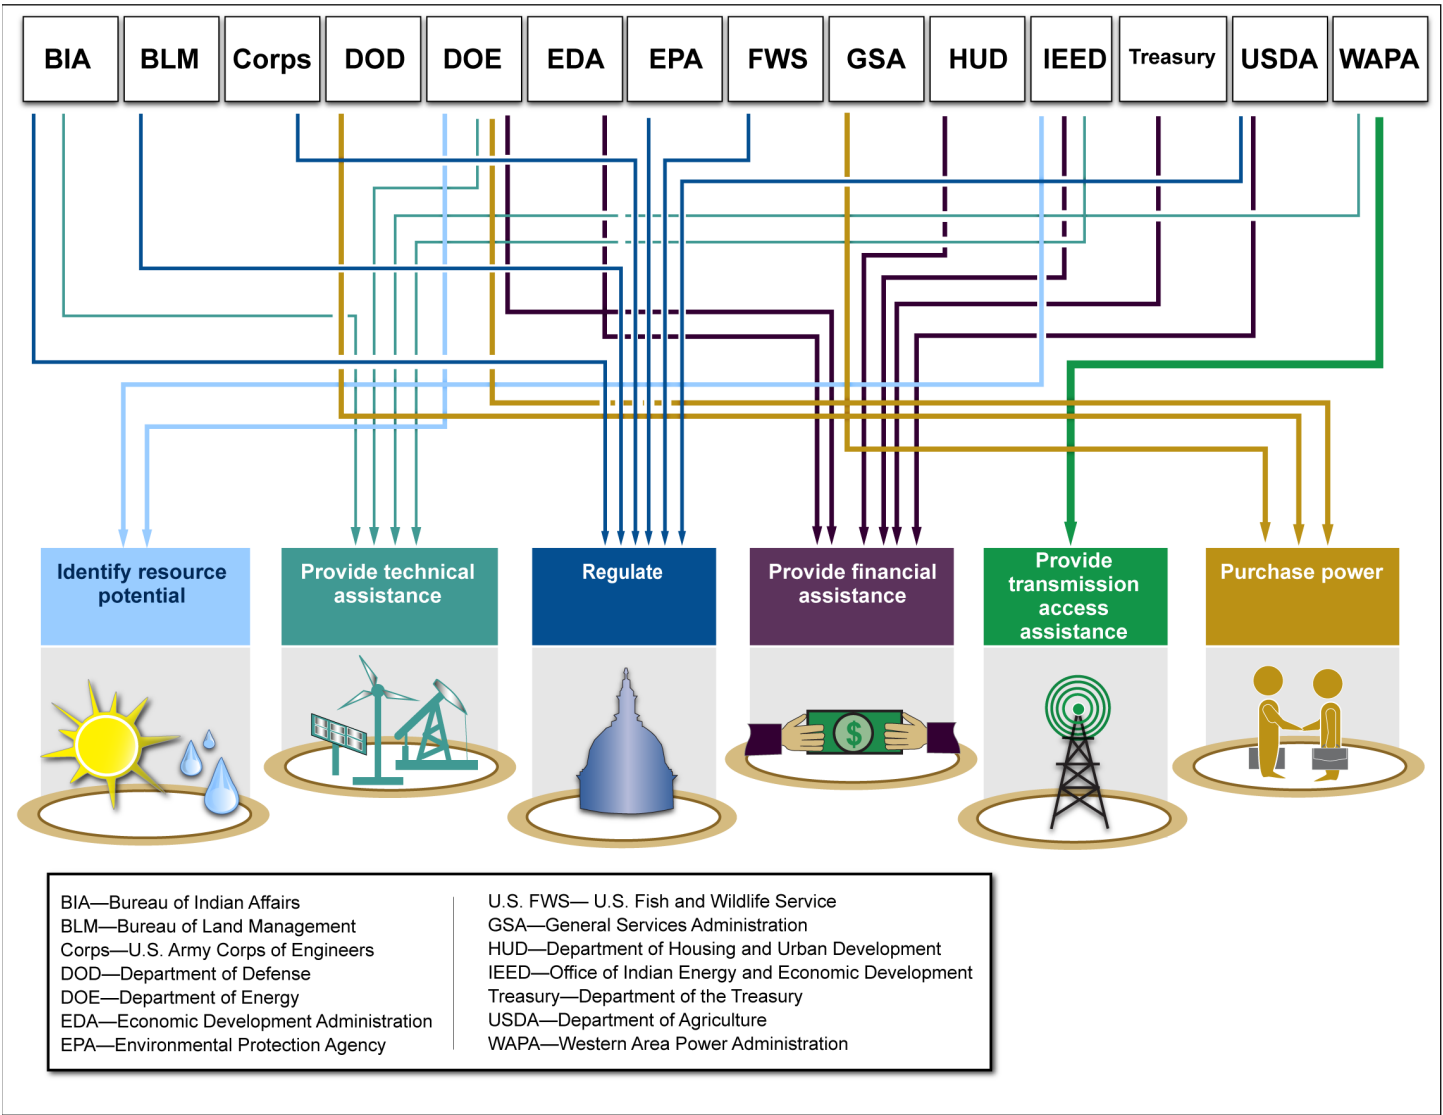 BIA
BLM
Corps
DOD
DOE
EDA
EPA
FWS
GSA
HUD
IEED
Treasury
USDA
WAPA
Identify resource
potential
Provide technical
assistance
Regulate
Provide financial
assistance
Provide
transmission
access
assistance
Purchase power
$
BIA—Bureau of Indian Affairs
BLM—Bureau of Land Management
Corps—U.S. Army Corps of Engineers
DOD—Department of Defense
DOE—Department of Energy
EDA—Economic Development Administration
EPA—Environmental Protection Agency
U.S. FWS— U.S. Fish and Wildlife Service
GSA—General Services Administration
HUD—Department of Housing and Urban Development
IEED—Office of Indian Energy and Economic Development
Treasury—Department of the Treasury
USDA—Department of Agriculture
WAPA—Western Area Power Administration